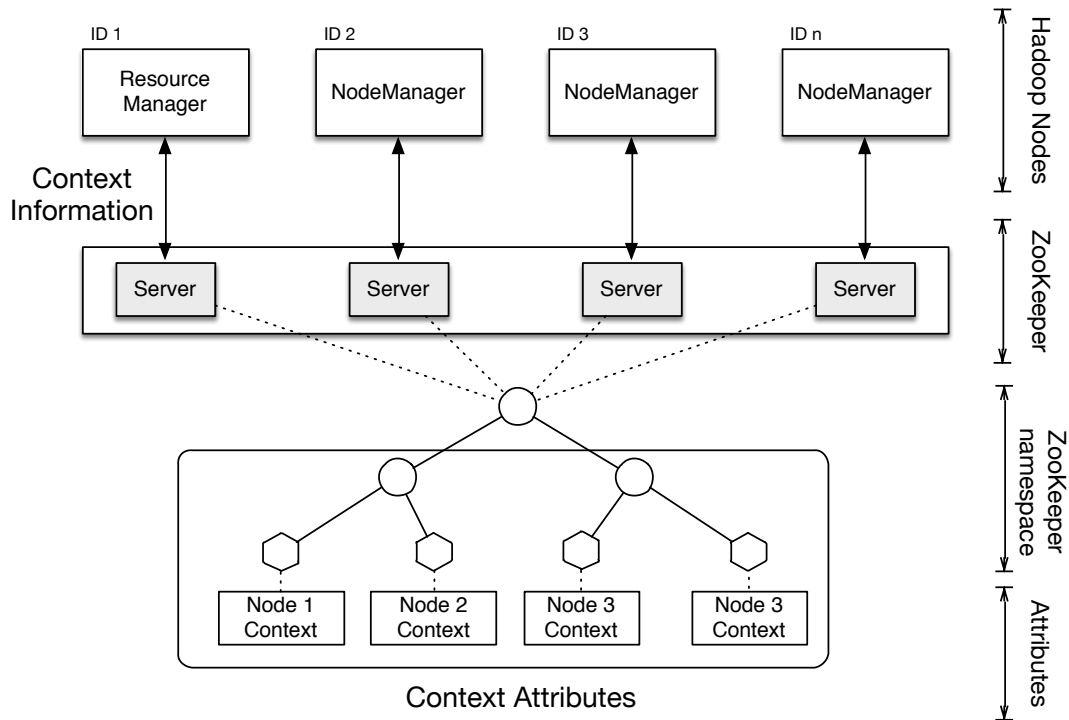 ID 1
ID 2
ID 3
ID n
Resource
Manager
NodeManager
NodeManager
NodeManager
Hadoop Nodes
Context
Information
Server
Server
Server
Server
ZooKeeper
ZooKeeper
namespace
Node 1
Context
Node 2
Context
Node 3
Context
Node 3
Context
Attributes
Context Attributes